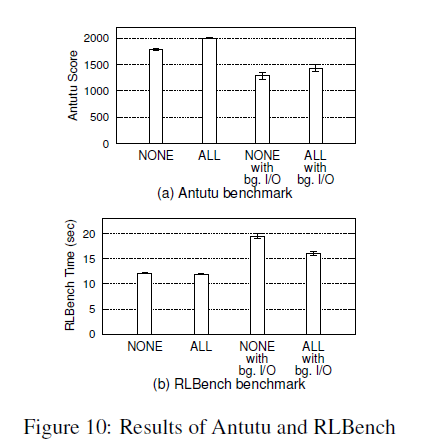 2000
1500
1000
500
0
Antutu Score
NONE ALL NONE ALL
with with
bg. I/O bg. I/O
(a) Antutu benchmark
20
15
10
5
0
RLBench Time (sec)
NONE ALL NONE ALL
with with
bg. I/O bg. I/O
(b) RLBench benchmark
Figure 10: Results of Antutu and RLBench